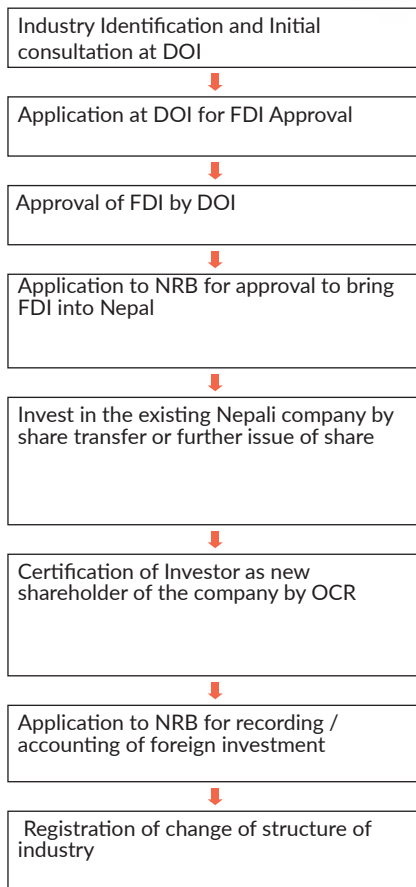 Industry Identification and Initial
consultation at DOI
Application at DOI for FDI Approval
Approval of FDI by DOI
Application to NRB for approval to bring
FDI into Nepal
Invest in the existing Nepali company by
share transfer or further issue of share
Certification of Investor as new
shareholder of the company by OCR
Application to NRB for recording /
accounting of foreign investment
Registration of change of structure of
industry